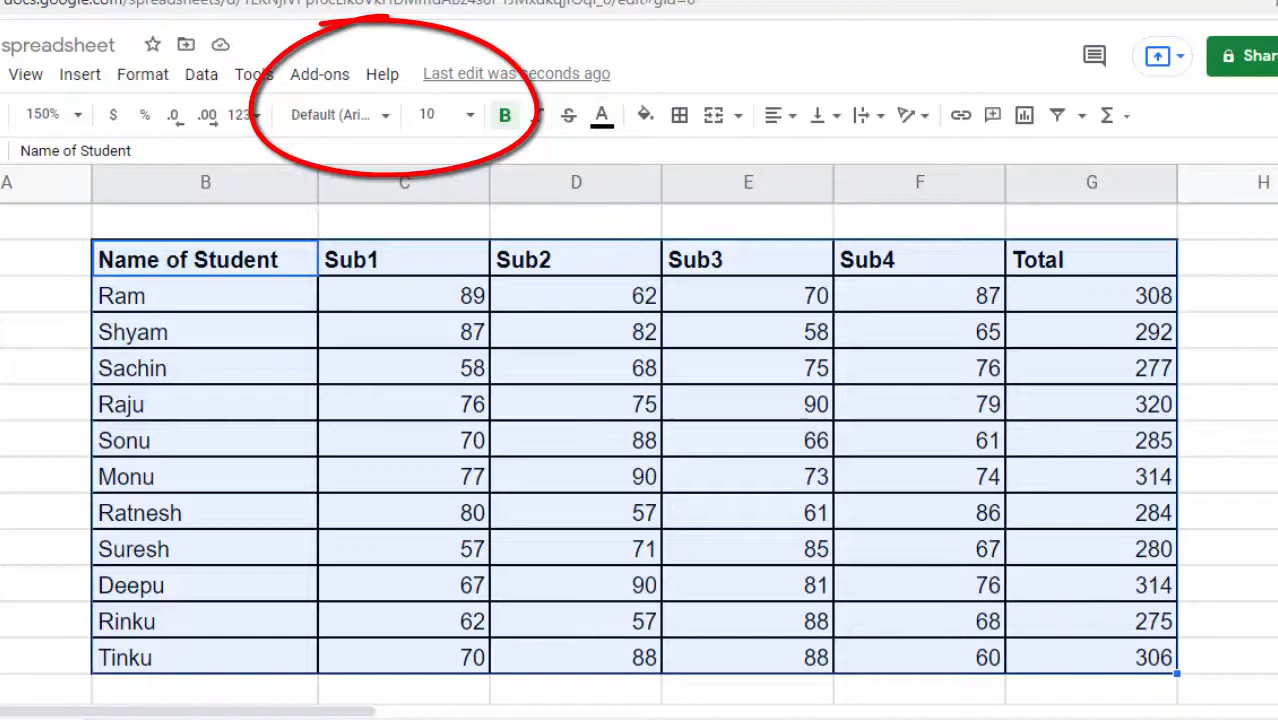 spreadsheet
View Insert Format Data Tools Add-ons Help Last edit was seconds ago Shar
150% $ % .0 .00 123 Default (Ari... 10 B S A Σ
Name of Student
A B C D E F G H
Name of Student Sub1 Sub2 Sub3 Sub4 Total
Ram 89 62 70 87 308
Shyam 87 82 58 65 292
Sachin 58 68 75 76 277
Raju 76 75 90 79 320
Sonu 70 88 66 61 285
Monu 77 90 73 74 314
Ratnesh 80 57 61 86 284
Suresh 57 71 85 67 280
Deepu 67 90 81 76 314
Rinku 62 57 88 68 275
Tinku 70 88 88 60 306